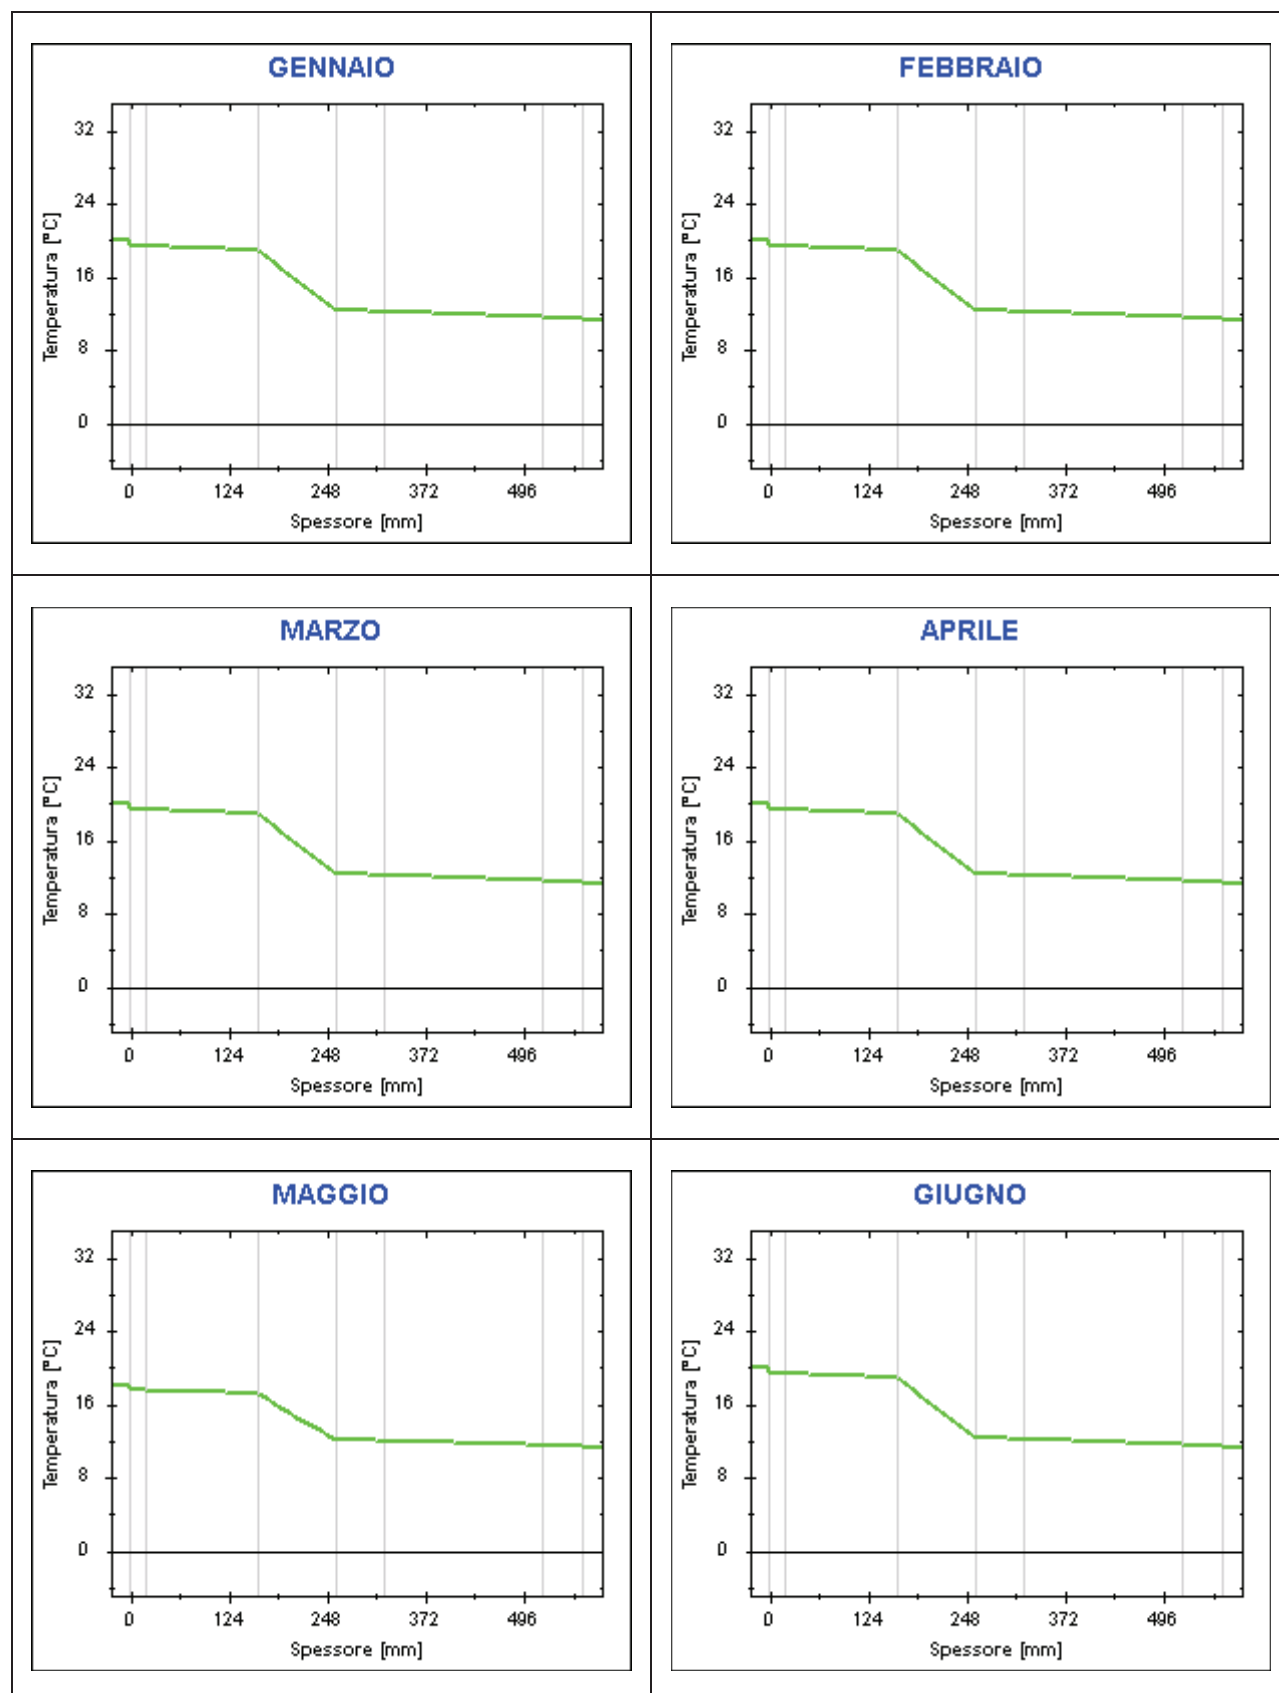 GENNAIO
32
24
16
8
0
Temperatura [°C]
0 124 248 372 496
Spessore [mm]
FEBBRAIO
32
24
16
8
0
Temperatura [°C]
0 124 248 372 496
Spessore [mm]
MARZO
32
24
16
8
0
Temperatura [°C]
0 124 248 372 496
Spessore [mm]
APRILE
32
24
16
8
0
Temperatura [°C]
0 124 248 372 496
Spessore [mm]
MAGGIO
32
24
16
8
0
Temperatura [°C]
0 124 248 372 496
Spessore [mm]
GIUGNO
32
24
16
8
0
Temperatura [°C]
0 124 248 372 496
Spessore [mm]